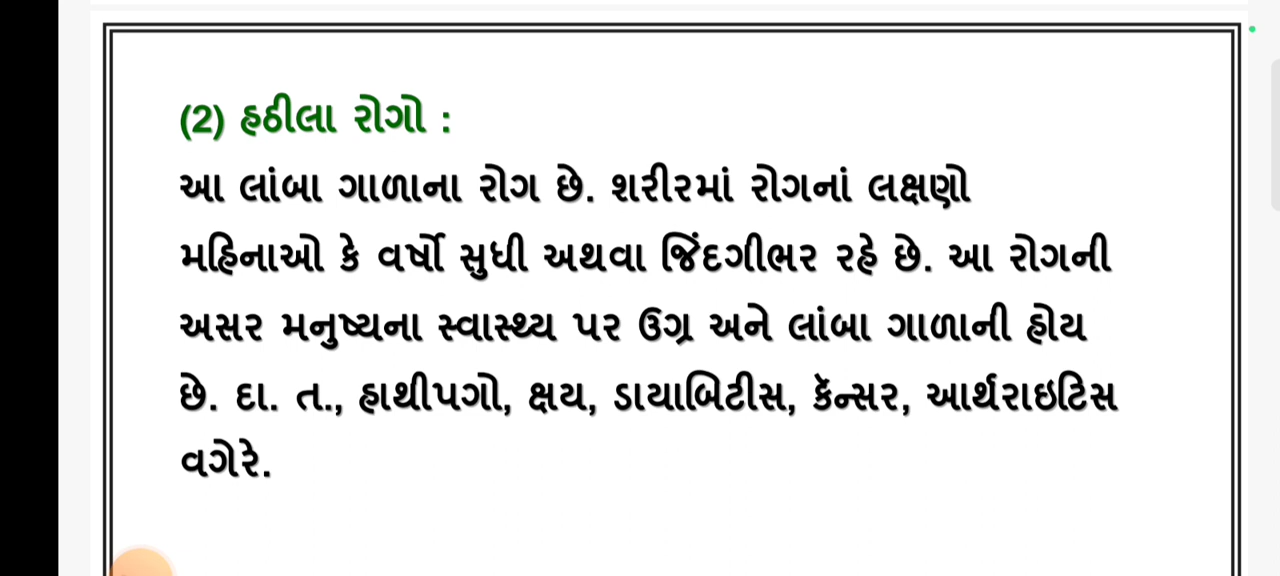 (2) હઠીલા રોગો :
આ લાંબા ગાળાના રોગ છે. શરીરમાં રોગનાં લક્ષણો
મહિનાઓ કે વર્ષો સુધી અથવા જિંદગીભર રહે છે. આ રોગની
અસર મનુષ્યના સ્વાસ્થ્ય પર ઉગ્ર અને લાંબા ગાળાની હોય
છે. દા. ત., હાથીપગો, ક્ષય, ડાયાબિટીસ, કૅન્સર, આર્થરાઇટિસ
વગેરે.